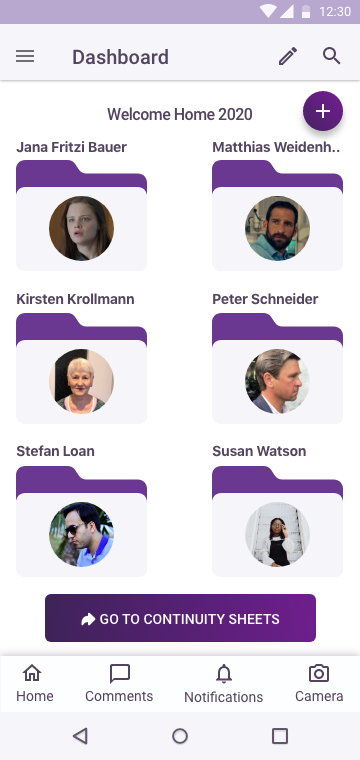 12:30
Dashboard
Welcome Home 2020
Jana Fritzi Bauer
Matthias Weidenh..
Kirsten Krollmann
Peter Schneider
Stefan Loan
Susan Watson
GO TO CONTINUITY SHEETS
Home
Comments
Notifications
Camera